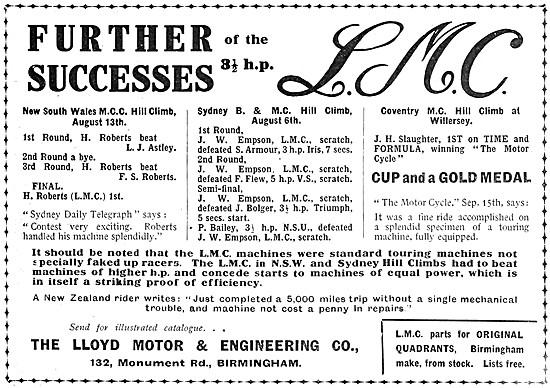 FURTHER of the
SUCCESSES 3½ h.p.
L.M.C.
New South Wales M.C.C. Hill Climb,
August 13th.
1st Round, H. Roberts beat
L. J. Astley.
2nd Round a bye.
3rd Round, H. Roberts beat
F. S. Roberts.
FINAL.
H. Roberts (L.M.C.) 1st.
"Sydney Daily Telegraph" says:
"Contest very exciting. Roberts
handled his machine splendidly."
Sydney B. & M.C. Hill Climb,
August 6th.
1st Round,
J. W. Empson, L.M.C., scratch,
defeated S. Armour, 3 h.p. Iris, 7 secs.
2nd Round,
J. W. Empson, L.M.C., scratch,
defeated F. Flew, 5 h.p. V.S., scratch.
Semi-final,
J. W. Empson, L.M.C., scratch,
defeated J. Bolger, 3½ h.p. Triumph,
5 secs. start.
P. Bailey, 3½ h.p. N.S.U., defeated
J. W. Empson, L.M.C., scratch.
Coventry M.C. Hill Climb at
Willersey.
J. H. Slaughter, 1ST on TIME and
FORMULA, winning "The Motor
Cycle"
CUP and a GOLD MEDAL
"The Motor Cycle," Sep. 15th, says:
It was a fine ride accomplished on
a splendid specimen of a touring
machine, fully equipped.
It should be noted that the L.M.C. machines were standard touring machines not
specially faked up racers. The L.M.C. in N.S.W. and Sydney Hill Climbs had to beat
machines of higher h.p. and concede starts to machines of equal power, which is
in itself a striking proof of efficiency.
A New Zealand rider writes: "Just completed a 5,000 miles trip without a single mechanical
trouble, and machine not cost a penny in repairs"
Send for illustrated catalogue. . .
THE LLOYD MOTOR & ENGINEERING CO.,
132, Monument Rd., BIRMINGHAM.
L.M.C. parts for ORIGINAL
QUADRANTS, Birmingham
make, from stock. Lists free.